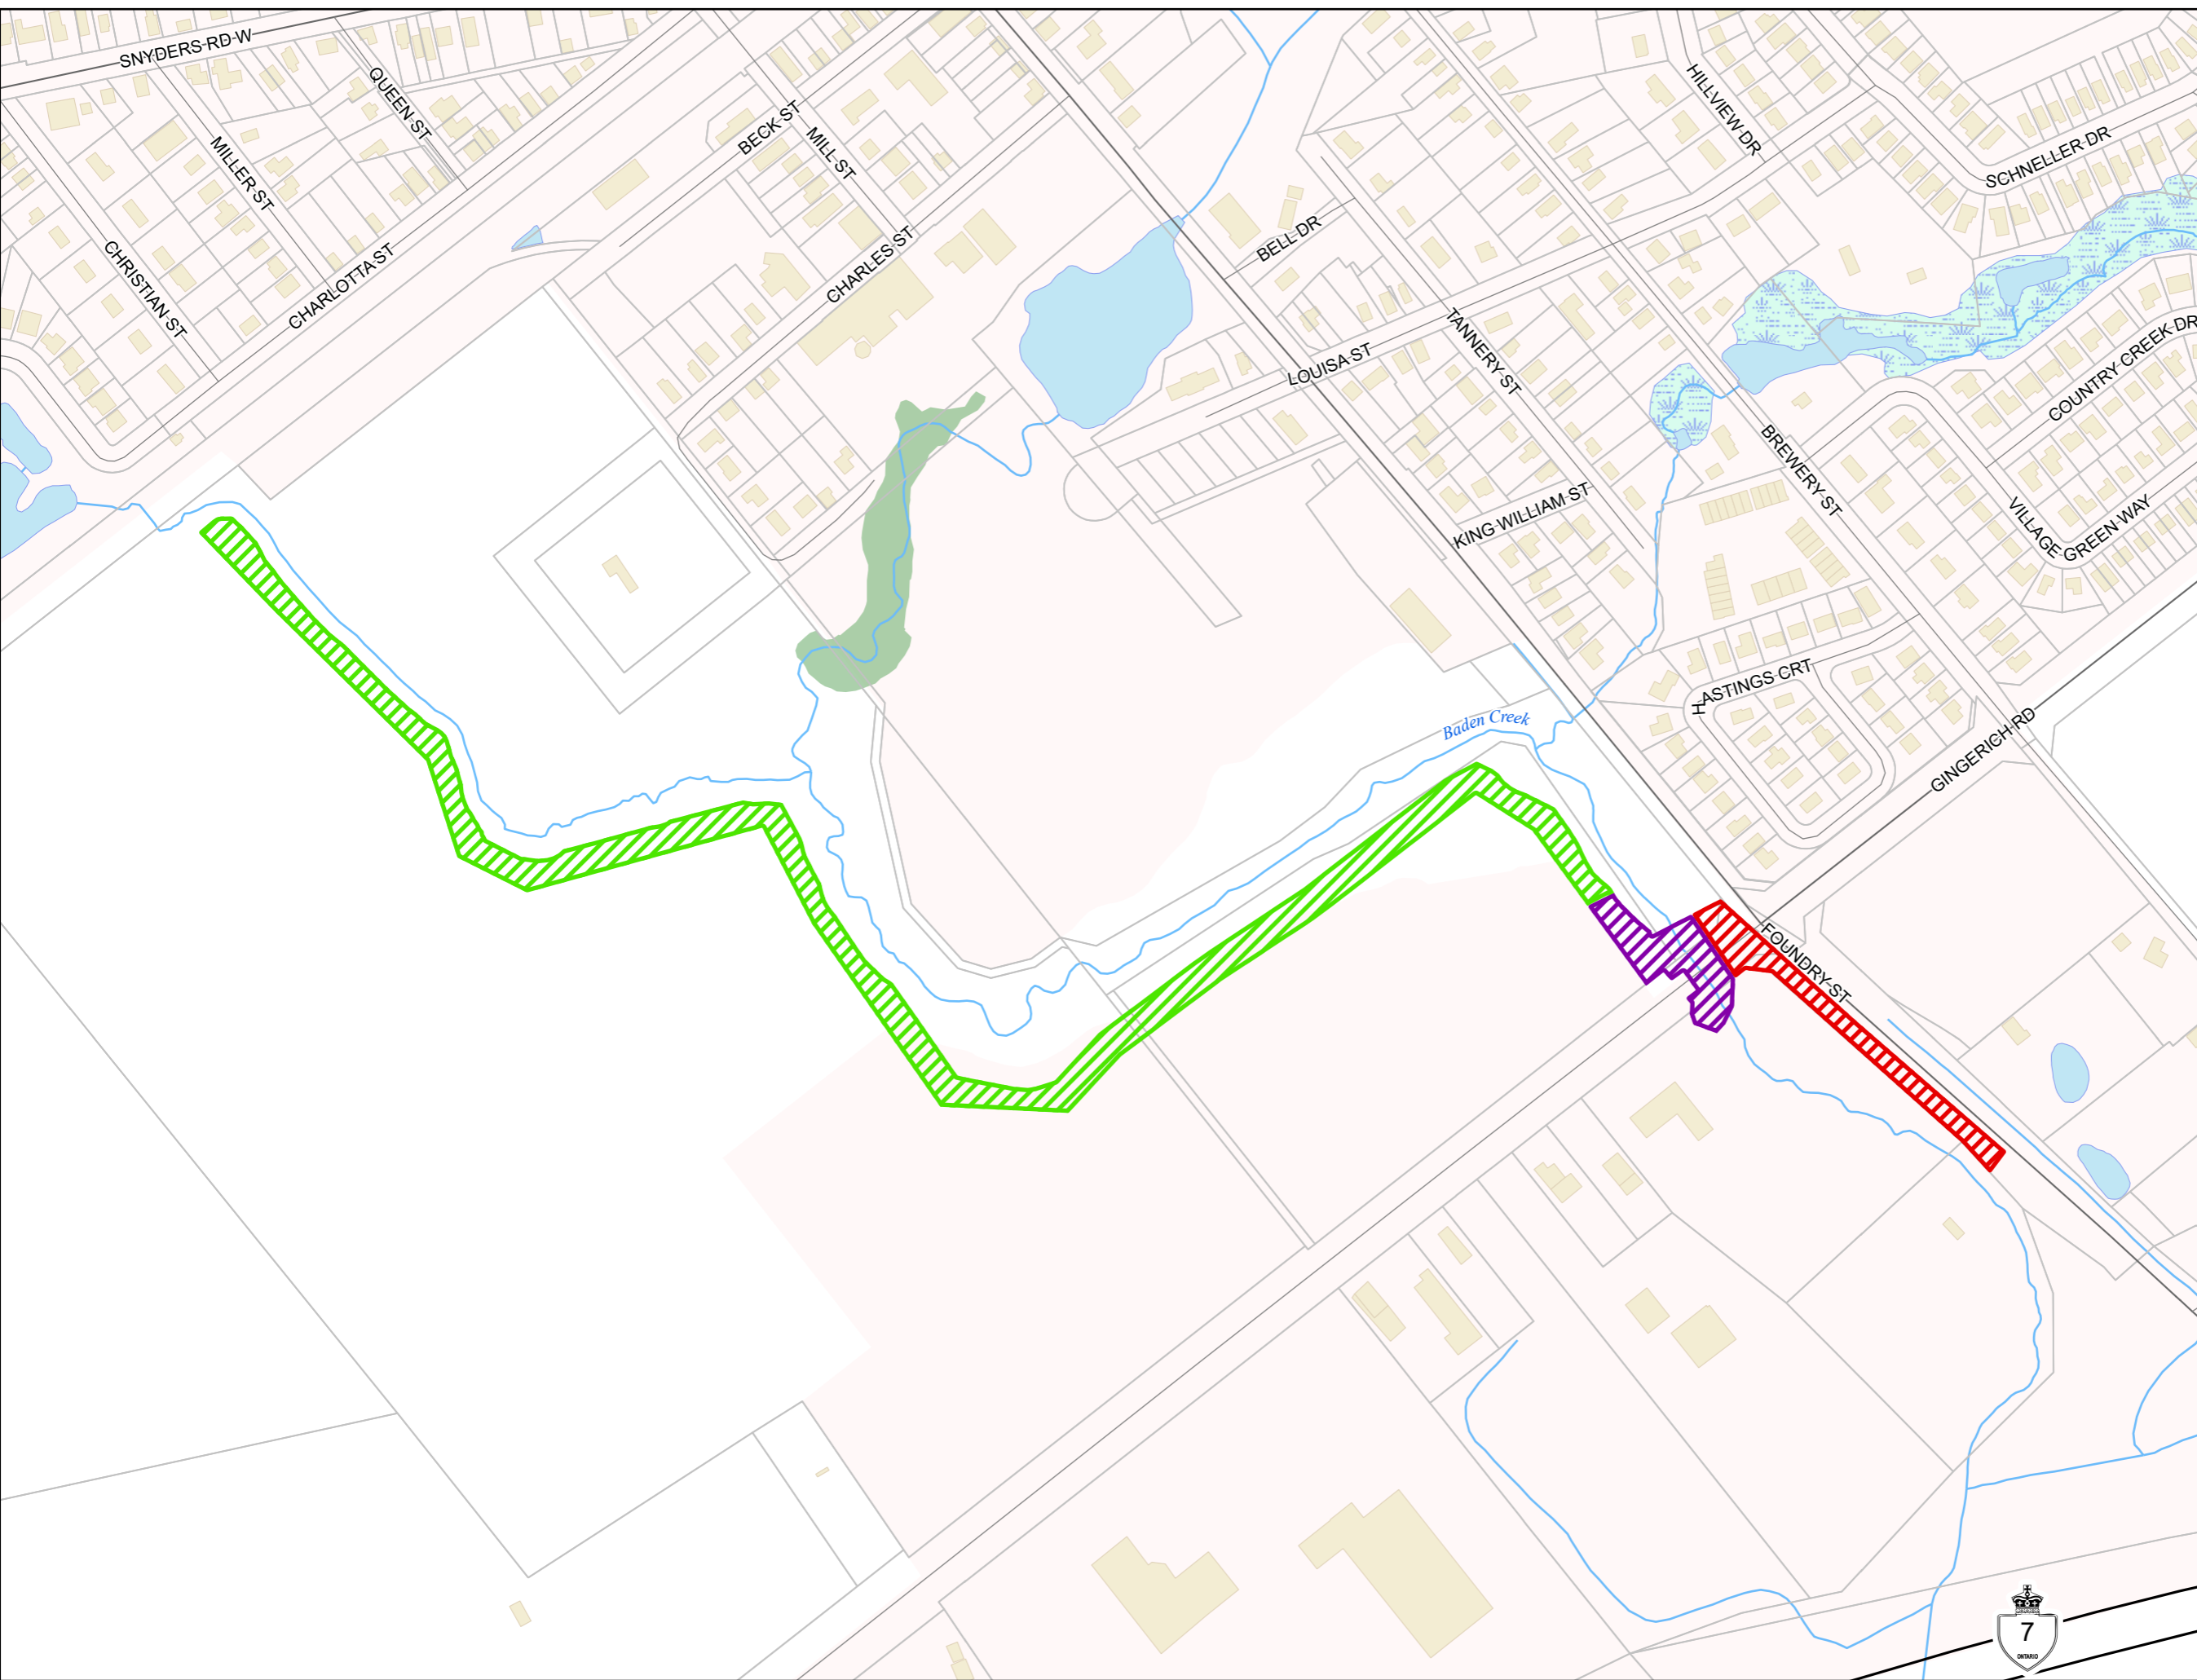 SNYDERS RD W
QUEEN ST
MILLER ST
CHRISTIAN ST
CHARLOTTA ST
BECK ST
MILL ST
CHARLES ST
BELL DR
HILLVIEW DR
SCHNELLER DR
LOUISA ST
TANNERY ST
COUNTRY CREEK DR
BREWERY ST
KING WILLIAM ST
VILLAGE GREEN WAY
HASTINGS CRT
Baden Creek
GINGERICH RD
FOUNDRY ST
7
ONTARIO